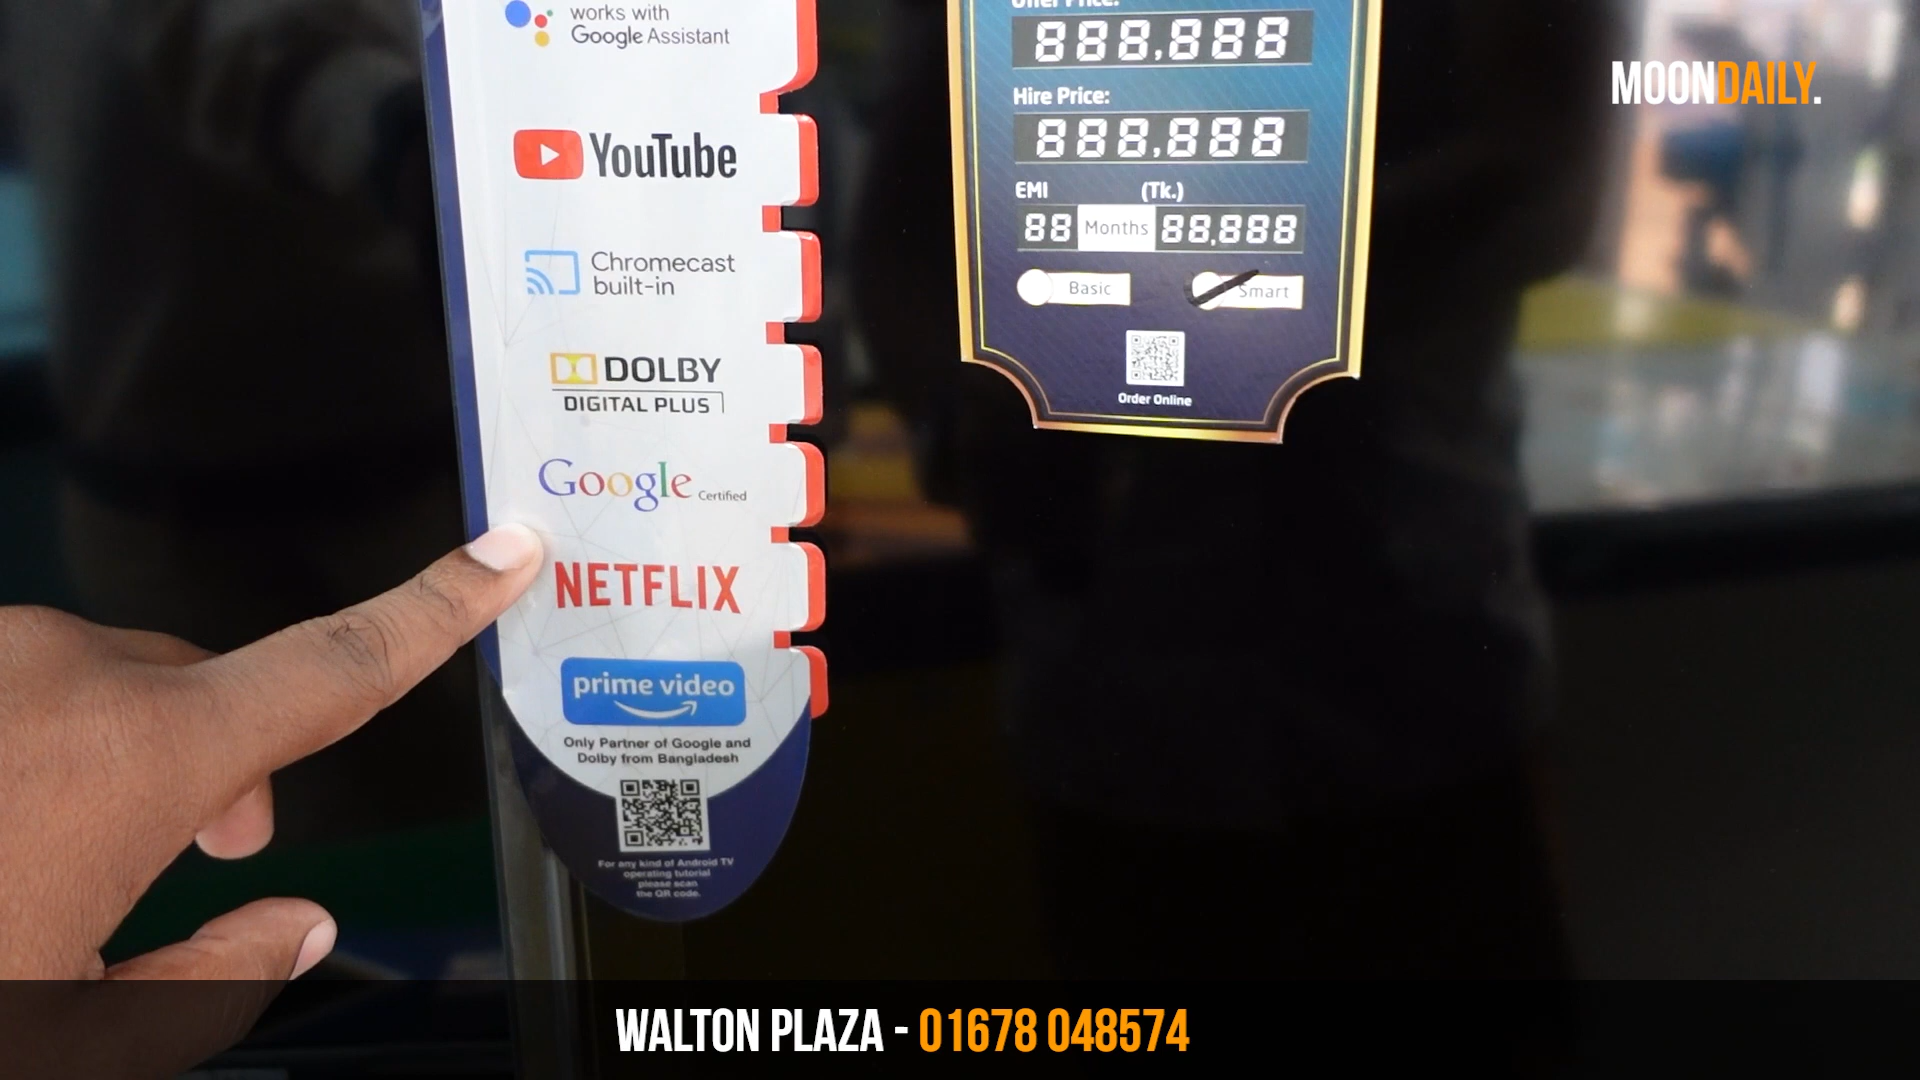 works with
Google Assistant
YouTube
Chromecast
built-in
DOLBY
DIGITAL PLUS
Google Certified
NETFLIX
prime video
Only Partner of Google and
Dolby from Bangladesh
For any kind of Android TV
operating tutorial
please scan
the QR code.
Offer Price:
888,888
Hire Price:
888,888
EMI (Tk.)
88 Months 88,888
Basic Smart
Order Online
MOONDAILY.
WALTON PLAZA - 01678 048574